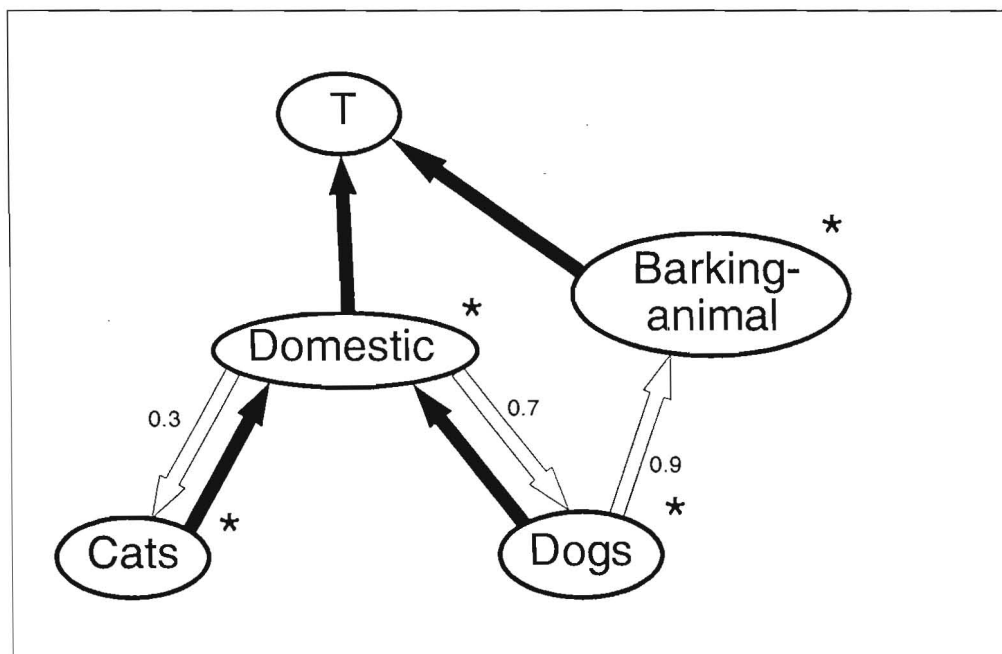 T
*
Barking-
animal
*
Domestic
0.3
0.7
0.9
*
*
Cats
Dogs